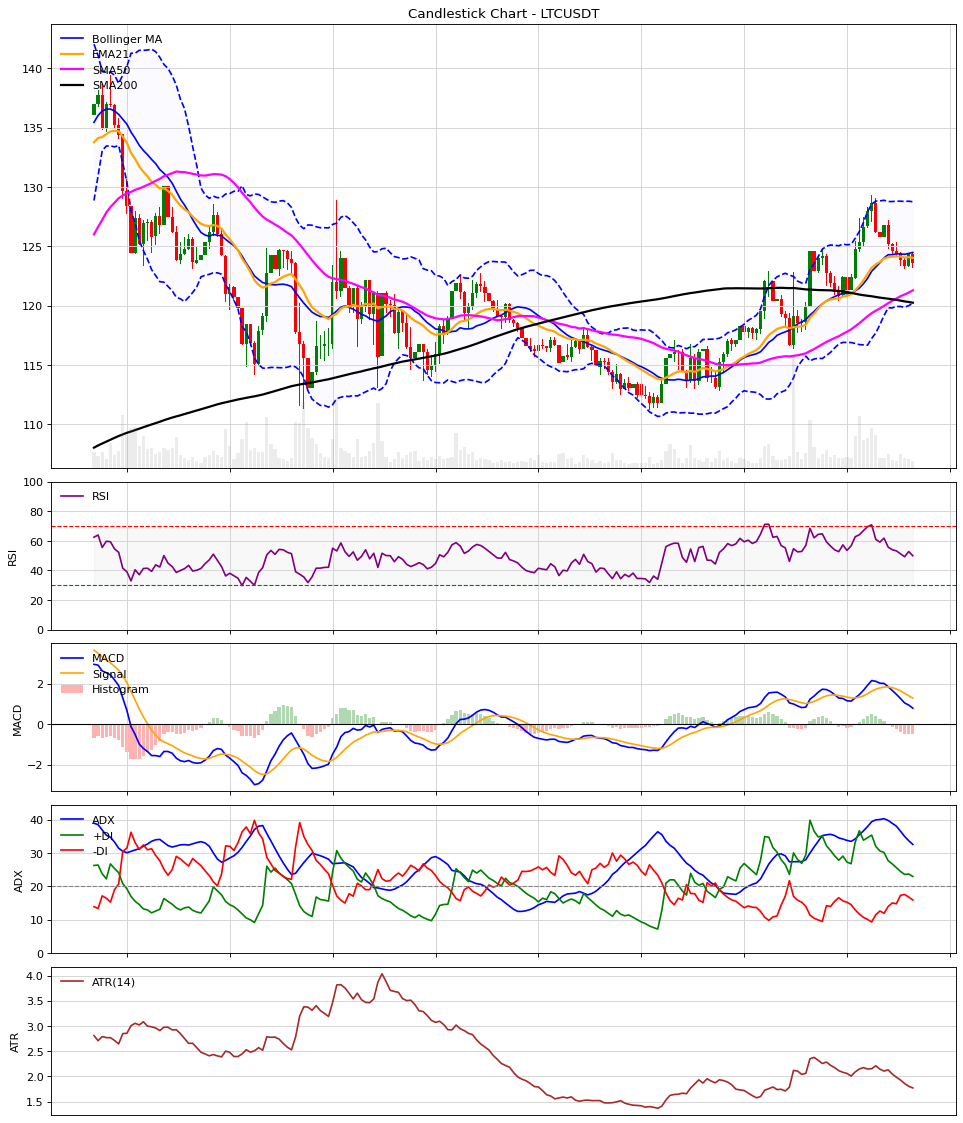 Candlestick Chart - LTCUSDT
Bollinger MA
EMA21
SMA50
SMA200
140
135
130
125
120
115
110
RSI
100
80
60
40
20
0
RSI
MACD
Signal
Histogram
2
0
−2
MACD
ADX
+DI
-DI
40
30
20
10
0
ADX
ATR(14)
4.0
3.5
3.0
2.5
2.0
1.5
ATR